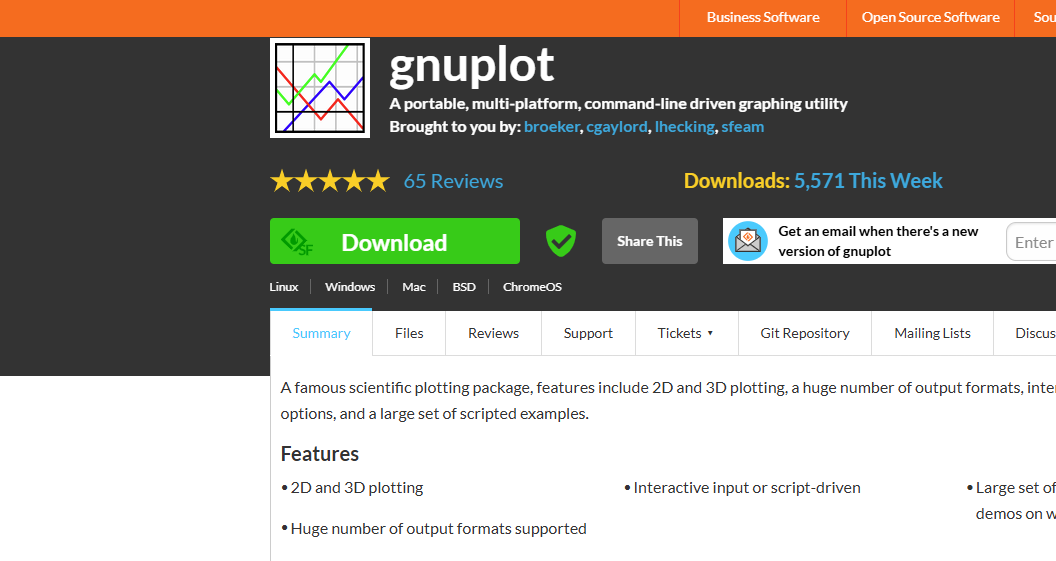 Business Software
Open Source Software
Sou
gnuplot
A portable, multi-platform, command-line driven graphing utility
Brought to you by: broeker, cgaylord, lhecking, sfeam
65 Reviews
Downloads: 5,571 This Week
SF
Download
Share This
Get an email when there's a new
version of gnuplot
Enter
Linux
Windows
Mac
BSD
ChromeOS
Summary
Files
Reviews
Support
Tickets
Git Repository
Mailing Lists
Discus
A famous scientific plotting package, features include 2D and 3D plotting, a huge number of output formats, inter
options, and a large set of scripted examples.
Features
• 2D and 3D plotting
• Interactive input or script-driven
• Large set of
demos on w
• Huge number of output formats supported